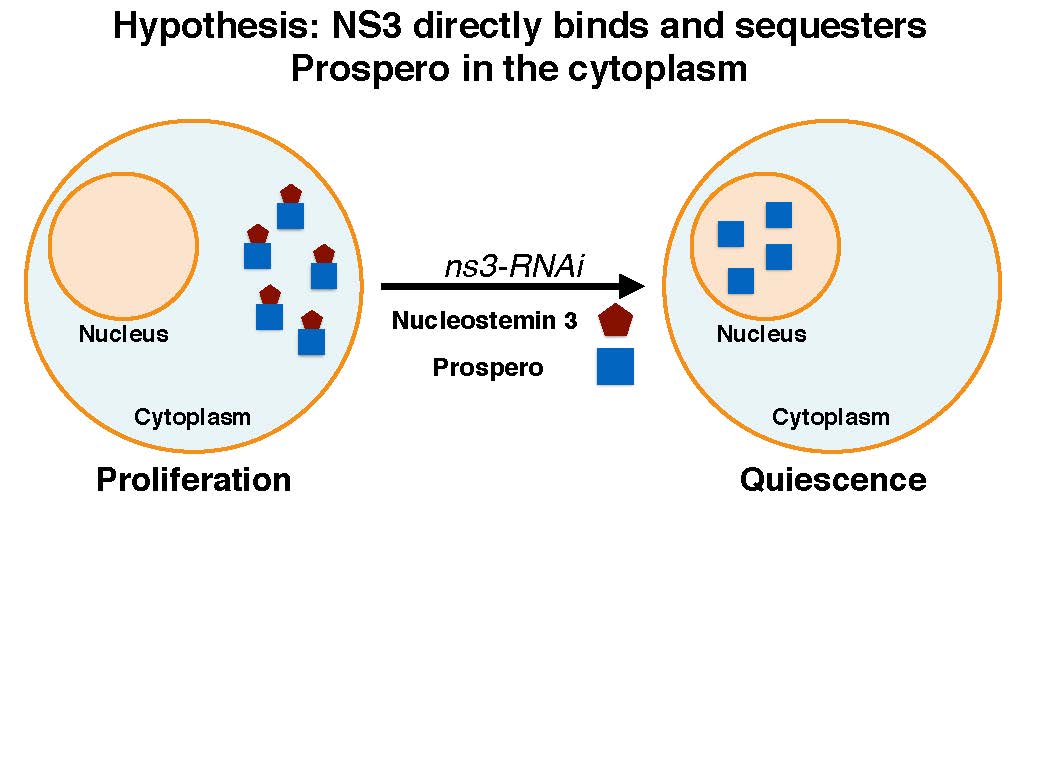 Hypothesis: NS3 directly binds and sequesters
Prospero in the cytoplasm
ns3-RNAi
Nucleostemin 3
Prospero
Nucleus
Cytoplasm
Proliferation
Nucleus
Cytoplasm
Quiescence